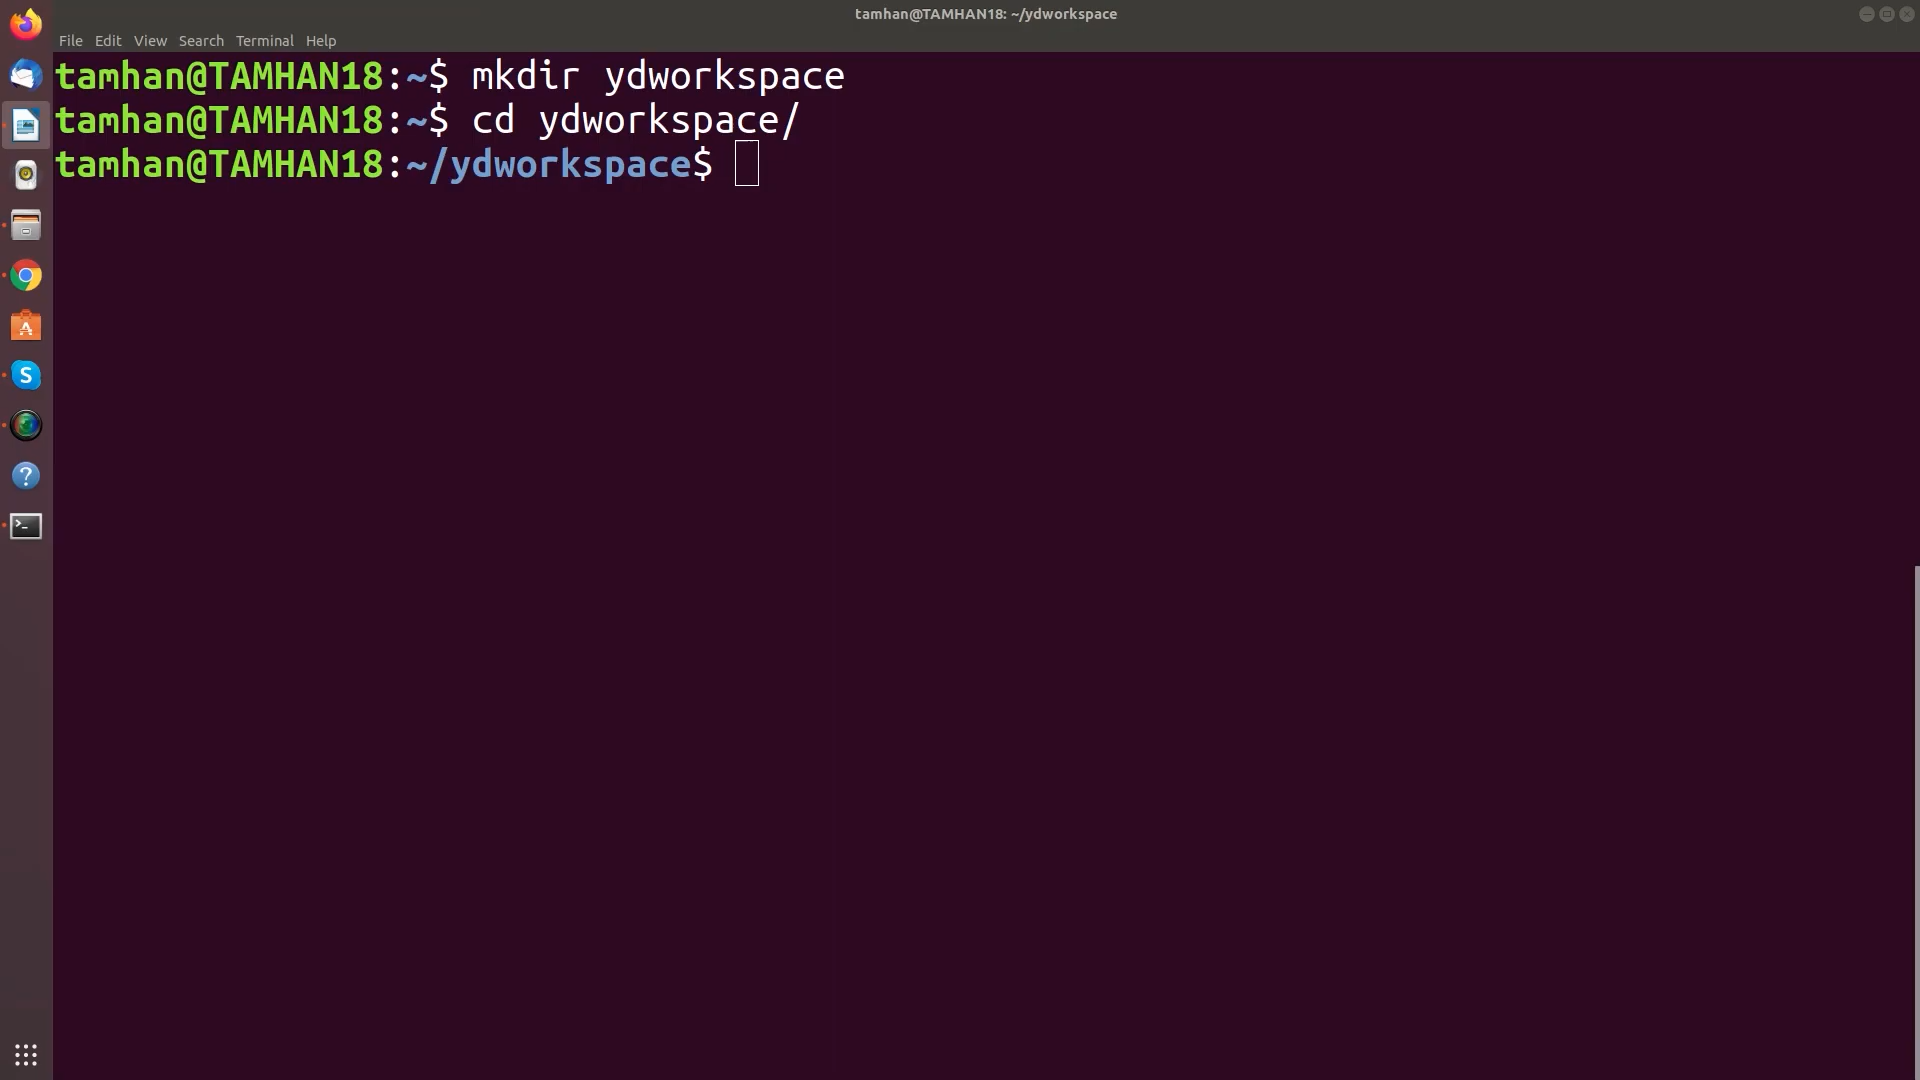 tamhan@TAMHAN18: ~/ydworkspace
File Edit View Search Terminal Help
tamhan@TAMHAN18:~$ mkdir ydworkspace
tamhan@TAMHAN18:~$ cd ydworkspace/
tamhan@TAMHAN18:~/ydworkspace$